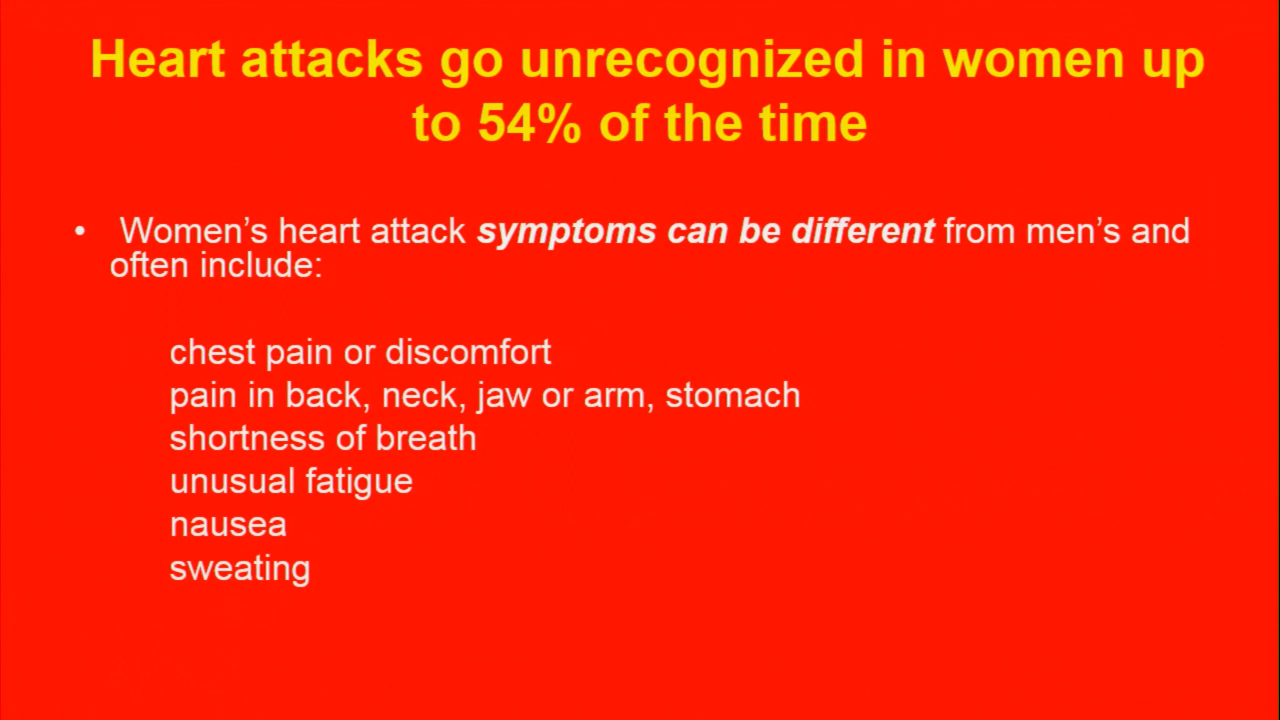 Heart attacks go unrecognized in women up
to 54% of the time
• Women’s heart attack symptoms can be different from men’s and
often include:
chest pain or discomfort
pain in back, neck, jaw or arm, stomach
shortness of breath
unusual fatigue
nausea
sweating